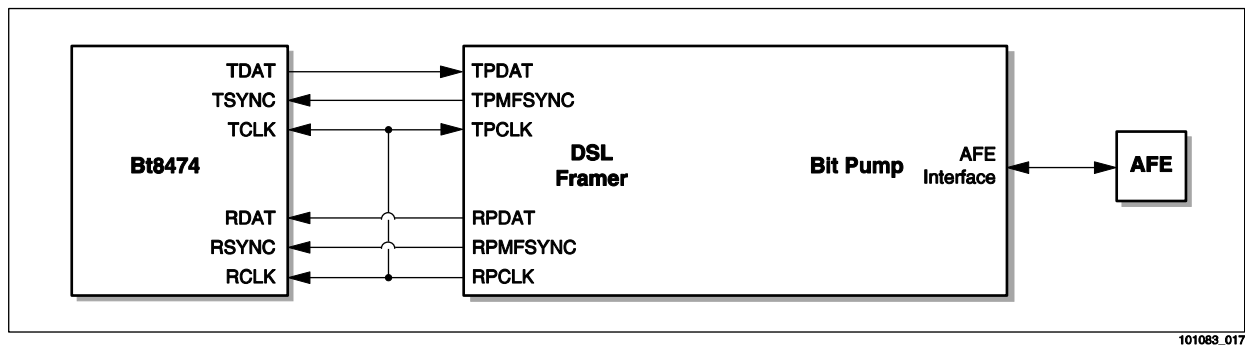 TDAT
TSYNC
TCLK
Bt8474
RDAT
RSYNC
RCLK
TPDAT
TPMFSYNC
TPCLK
DSL
Framer
RPDAT
RPMFSYNC
RPCLK
Bit Pump
AFE
Interface
AFE
101083_017